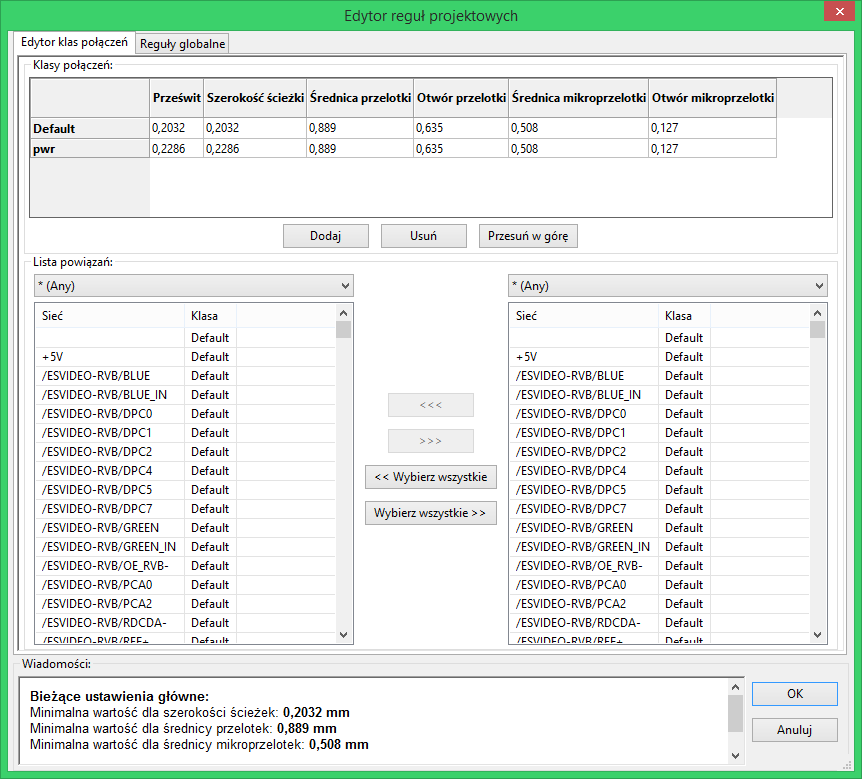 Edytor reguł projektowych
Edytor klas połączeń Reguły globalne
Klasy połączeń:
Prześwit Szerokość ścieżki Średnica przelotki Otwór przelotki Średnica mikroprzelotki Otwór mikroprzelotki
Default 0,2032 0,2032 0,889 0,635 0,508 0,127
pwr 0,2286 0,2286 0,889 0,635 0,508 0,127
Dodaj Usuń Przesuń w górę
Lista powiązań:
* (Any) * (Any)
Sieć Klasa Sieć Klasa
Default Default
+5V Default +5V Default
/ESVIDEO-RVB/BLUE Default /ESVIDEO-RVB/BLUE Default
/ESVIDEO-RVB/BLUE_IN Default /ESVIDEO-RVB/BLUE_IN Default
/ESVIDEO-RVB/DPC0 Default <<< /ESVIDEO-RVB/DPC0 Default
/ESVIDEO-RVB/DPC1 Default >>> /ESVIDEO-RVB/DPC1 Default
/ESVIDEO-RVB/DPC2 Default /ESVIDEO-RVB/DPC2 Default
/ESVIDEO-RVB/DPC4 Default << Wybierz wszystkie /ESVIDEO-RVB/DPC4 Default
/ESVIDEO-RVB/DPC5 Default /ESVIDEO-RVB/DPC5 Default
/ESVIDEO-RVB/DPC7 Default Wybierz wszystkie >> /ESVIDEO-RVB/DPC7 Default
/ESVIDEO-RVB/GREEN Default /ESVIDEO-RVB/GREEN Default
/ESVIDEO-RVB/GREEN_IN Default /ESVIDEO-RVB/GREEN_IN Default
/ESVIDEO-RVB/OE_RVB- Default /ESVIDEO-RVB/OE_RVB- Default
/ESVIDEO-RVB/PCA0 Default /ESVIDEO-RVB/PCA0 Default
/ESVIDEO-RVB/PCA2 Default /ESVIDEO-RVB/PCA2 Default
/ESVIDEO-RVB/RDCDA- Default /ESVIDEO-RVB/RDCDA- Default
/ESVIDEO-RVB/REF+ Default /ESVIDEO-RVB/REF+ Default
Wiadomości:
Bieżące ustawienia główne:
Minimalna wartość dla szerokości ścieżek: 0,2032 mm
Minimalna wartość dla średnicy przelotek: 0,889 mm
Minimalna wartość dla średnicy mikroprzelotek: 0,508 mm
OK
Anuluj